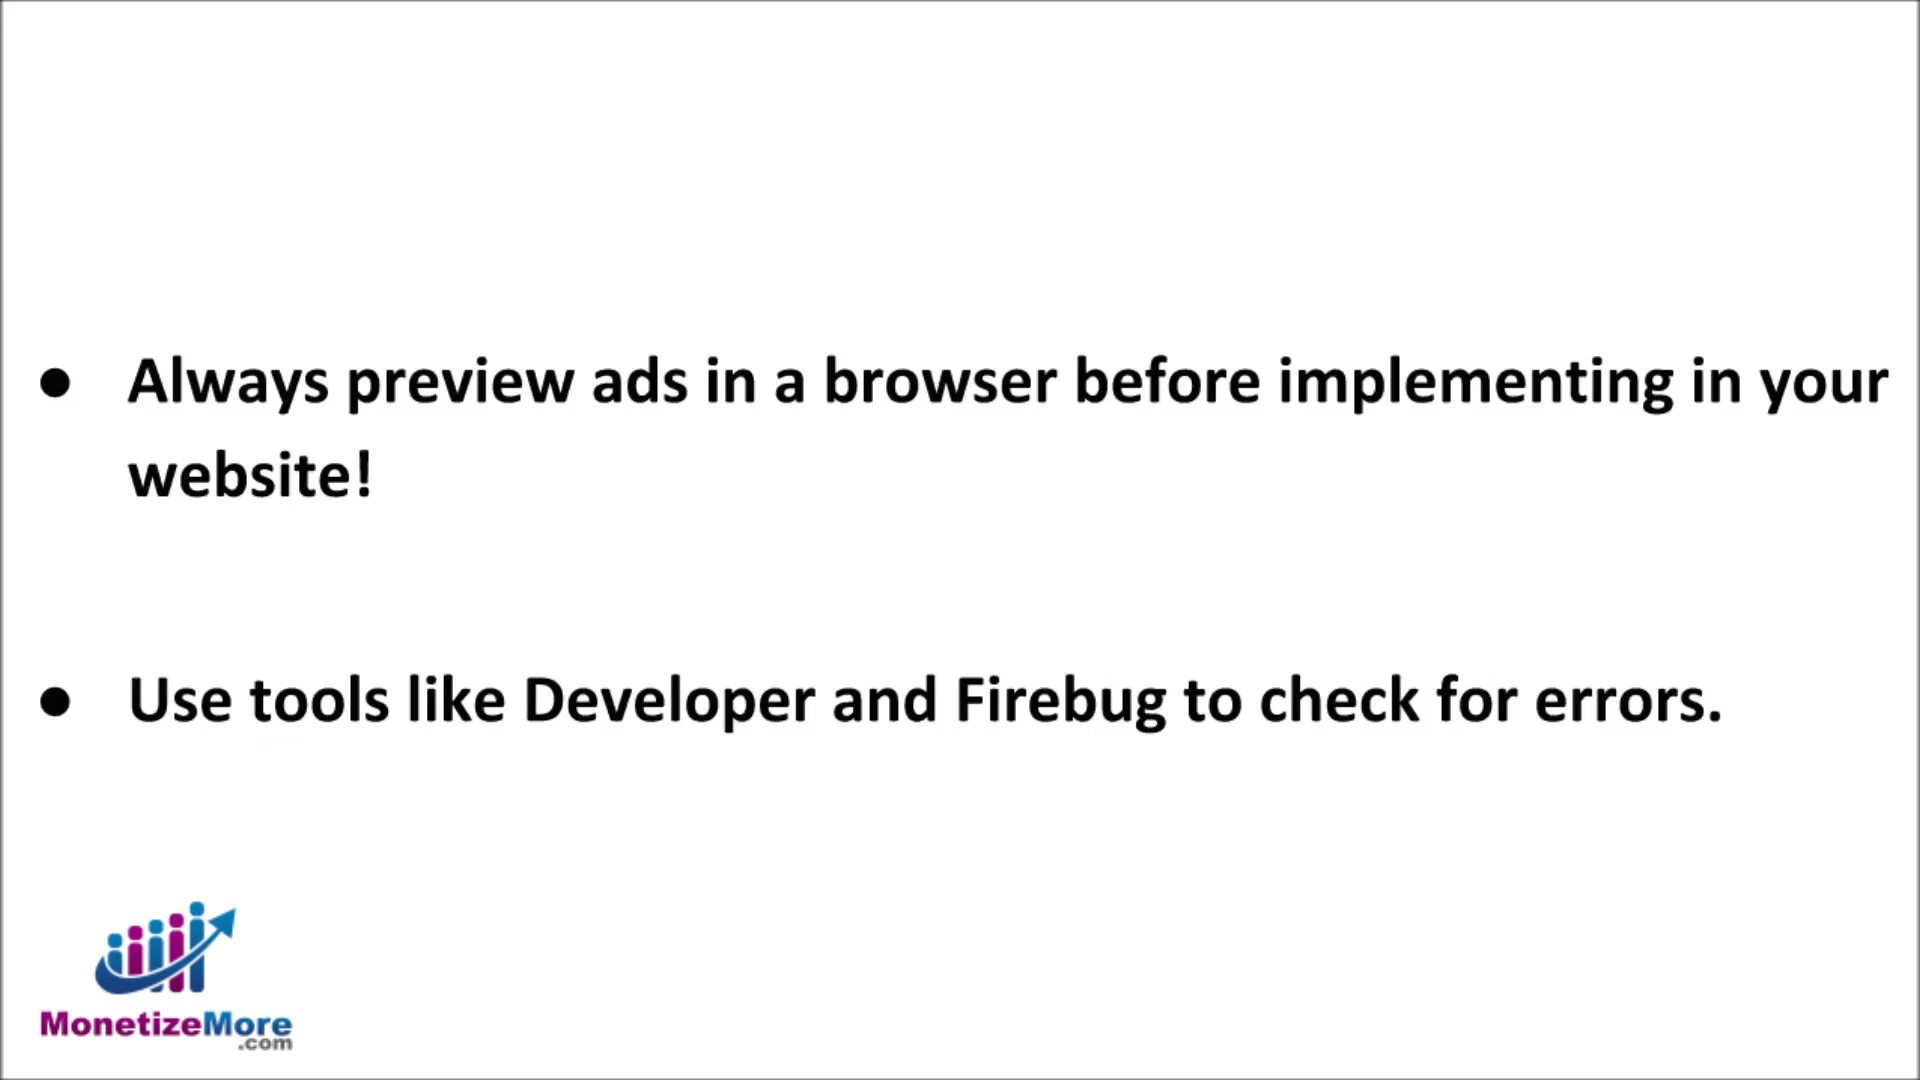 ● Always preview ads in a browser before implementing in your
website!
● Use tools like Developer and Firebug to check for errors.
MonetizeMore
.com